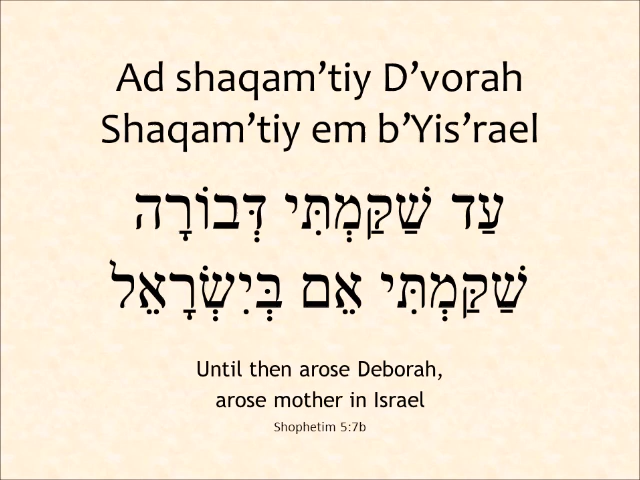 Ad shaqam’tiy D’vorah
Shaqam’tiy em b’Yis’rael
עַד שַׁקַּמְתִּי דְּבוֹרָה
שַׁקַּמְתִּי אֵם בְּיִשְׂרָאֵל
Until then arose Deborah,
arose mother in Israel
Shophetim 5:7b